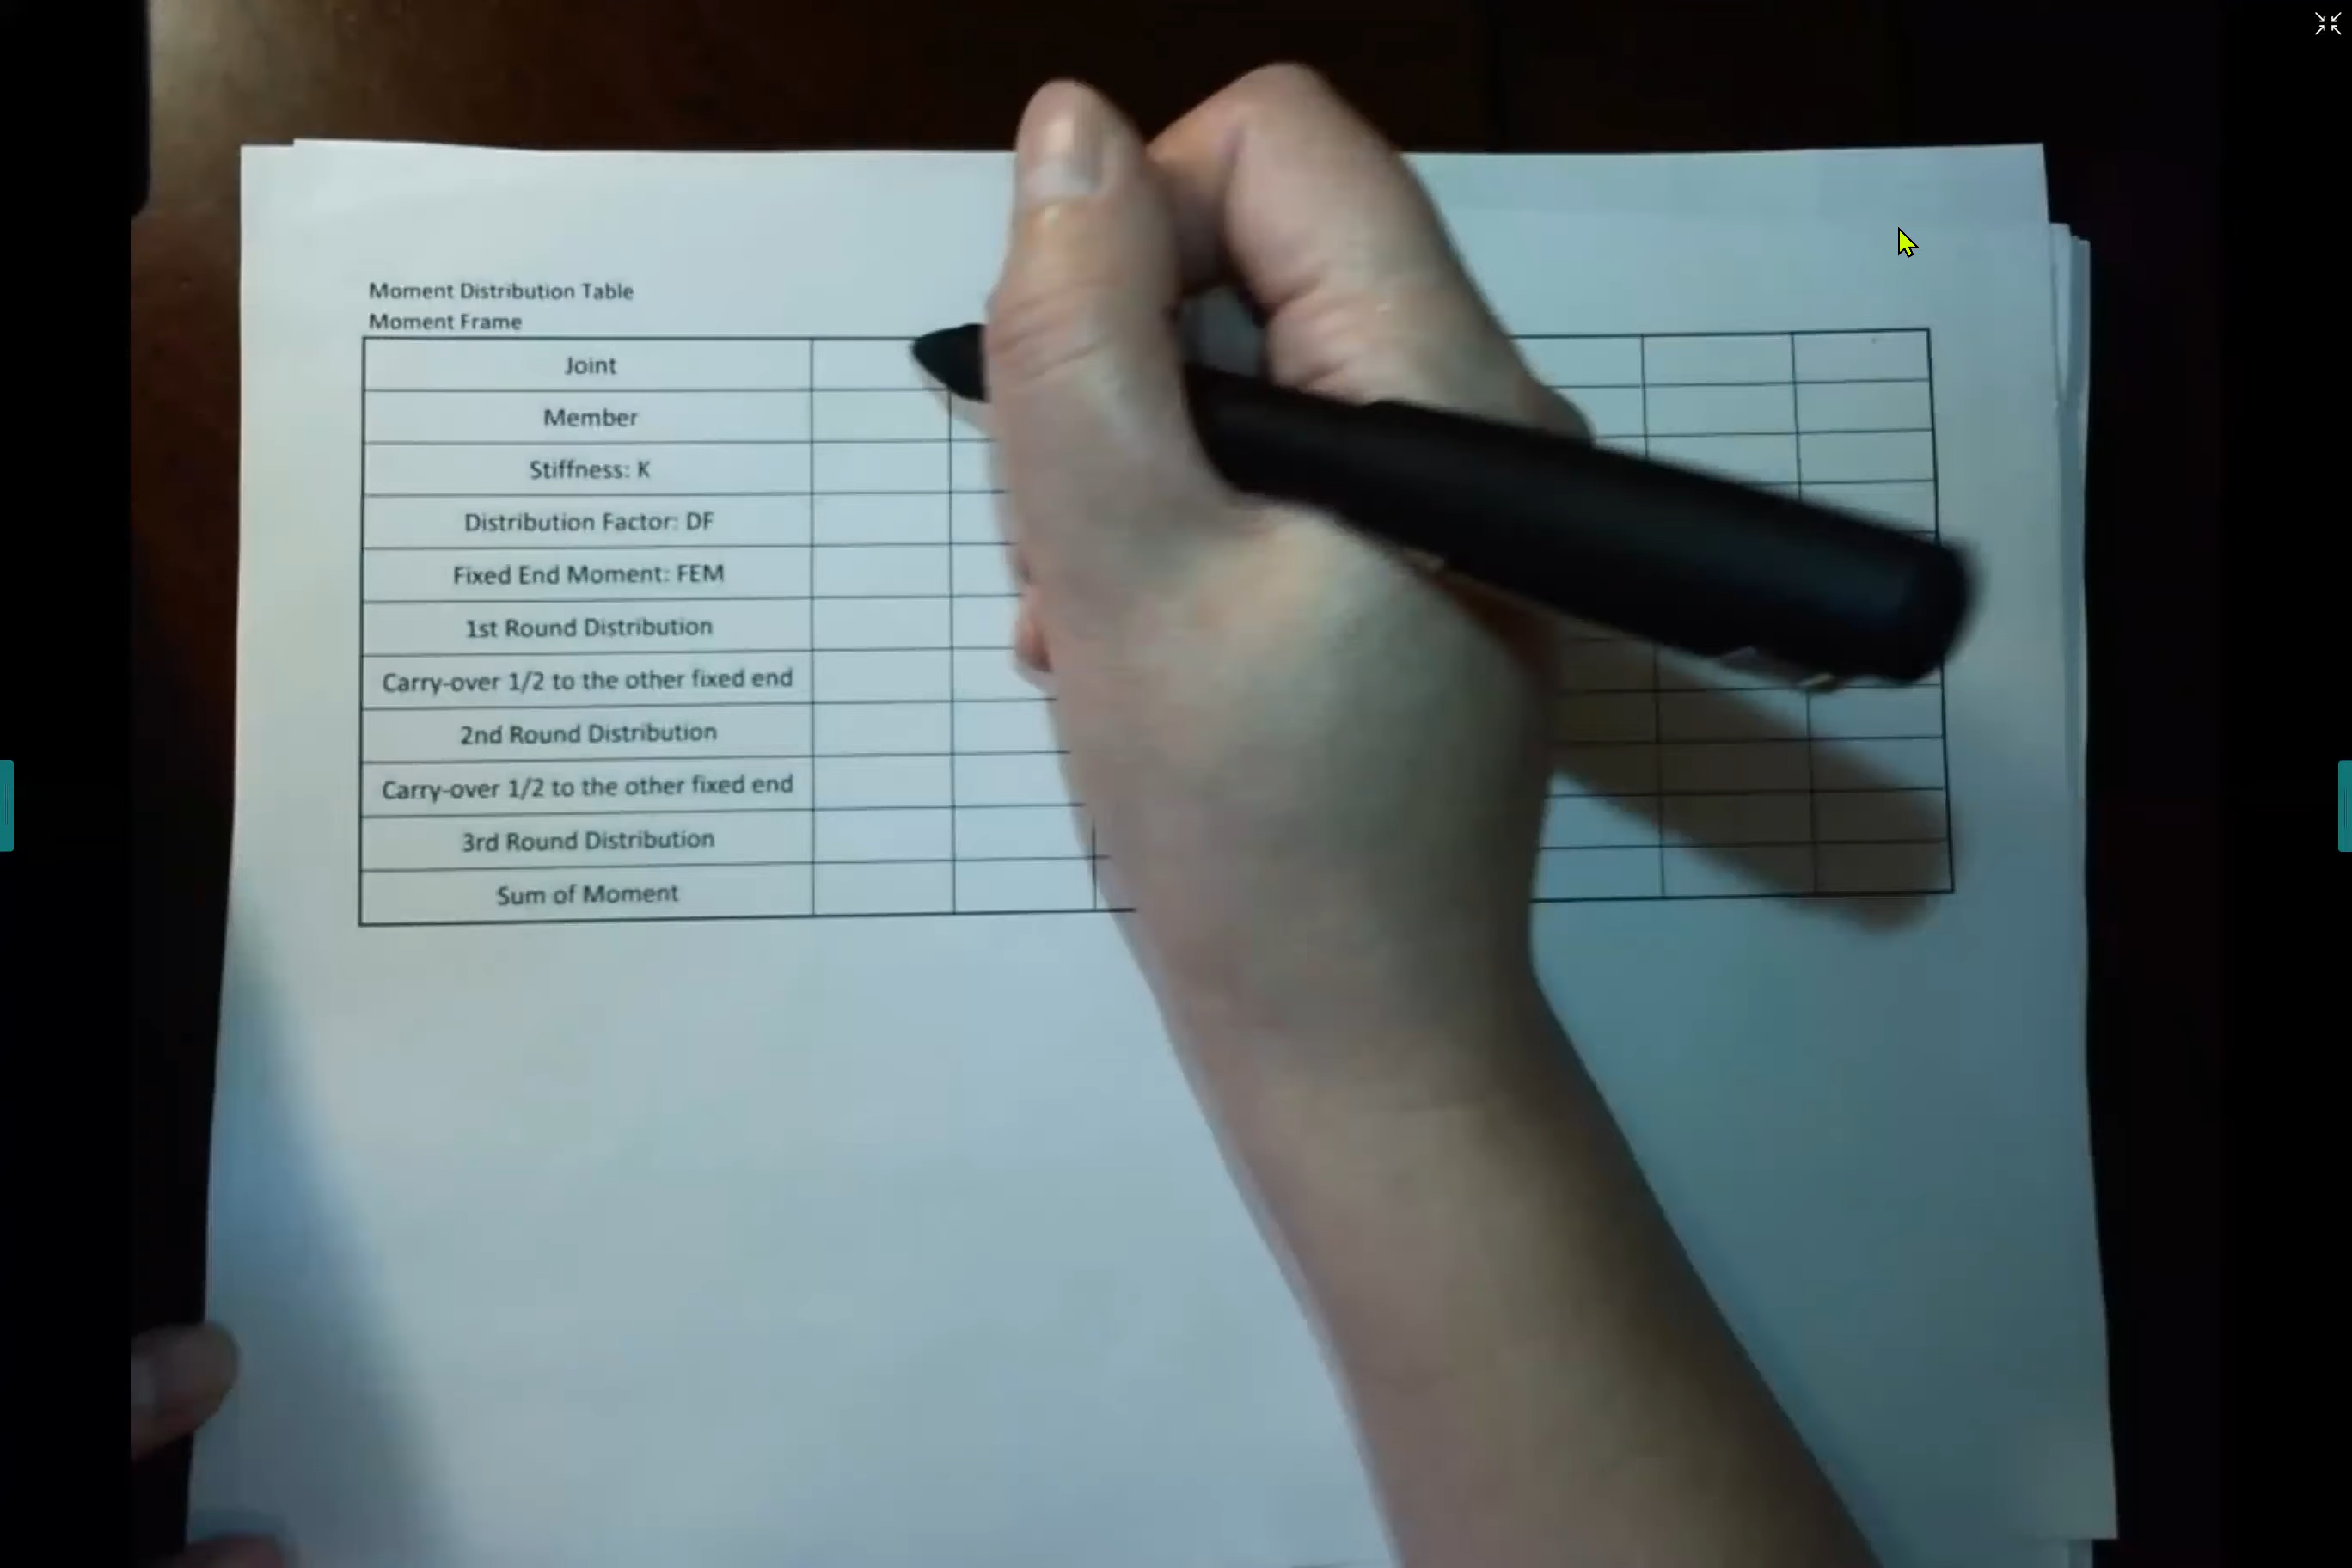 Moment Distribution Table
Moment Frame
Joint
Member
Stiffness: K
Distribution Factor: DF
Fixed End Moment: FEM
1st Round Distribution
Carry-over 1/2 to the other fixed end
2nd Round Distribution
Carry-over 1/2 to the other fixed end
3rd Round Distribution
Sum of Moment